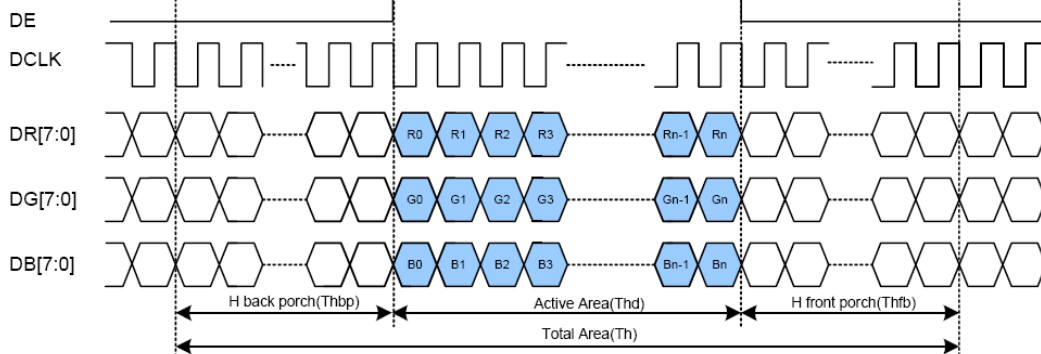 DE
DCLK
DR[7:0] R0 R1 R2 R3 Rn-1 Rn
DG[7:0] G0 G1 G2 G3 Gn-1 Gn
DB[7:0] B0 B1 B2 B3 Bn-1 Bn
H back porch(Thbp) Active Area(Thd) H front porch(Thfb)
Total Area(Th)